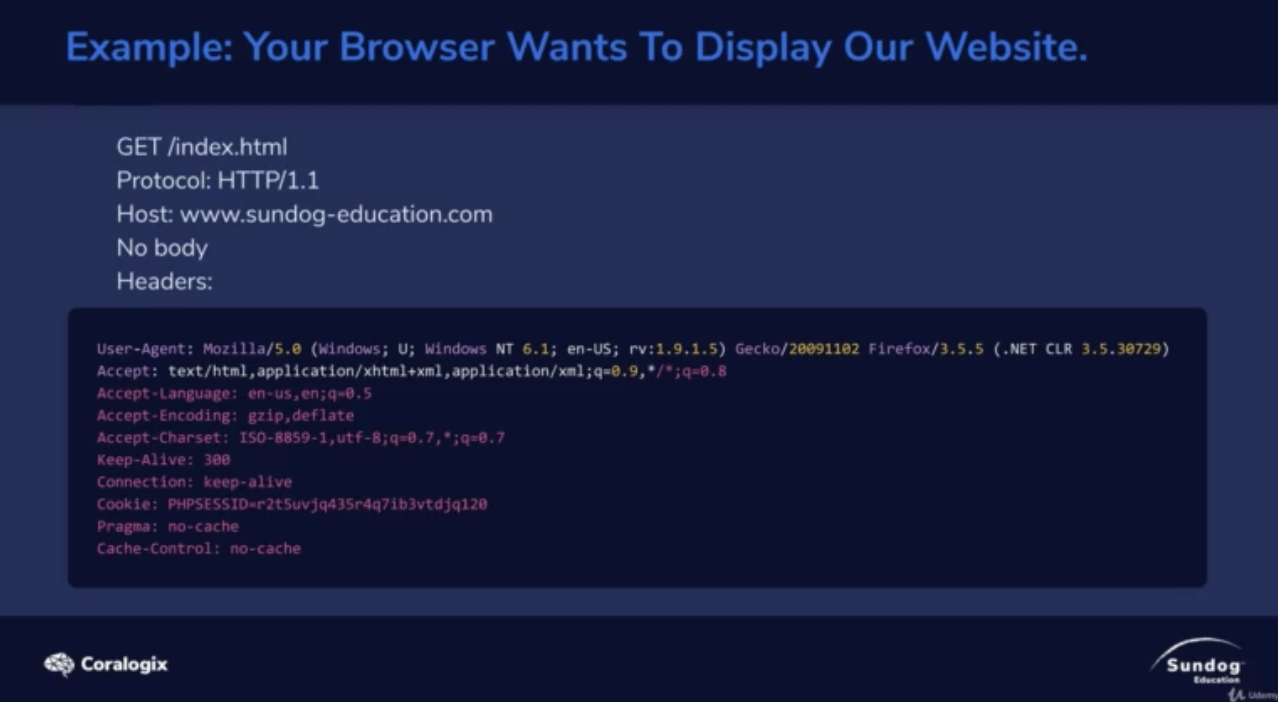 Example: Your Browser Wants To Display Our Website.
GET /index.html
Protocol: HTTP/1.1
Host: www.sundog-education.com
No body
Headers:
User-Agent: Mozilla/5.0 (Windows; U; Windows NT 6.1; en-US; rv:1.9.1.5) Gecko/20091102 Firefox/3.5.5 (.NET CLR 3.5.30729)
Accept: text/html,application/xhtml+xml,application/xml;q=0.9,*/*;q=0.8
Accept-Language: en-us,en;q=0.5
Accept-Encoding: gzip,deflate
Accept-Charset: ISO-8859-1,utf-8;q=0.7,*;q=0.7
Keep-Alive: 300
Connection: keep-alive
Cookie: PHPSESSID=r2t5uvjq435r4q7ib3vtdjq120
Pragma: no-cache
Cache-Control: no-cache
Coralogix
Sundog
Education
Udemy